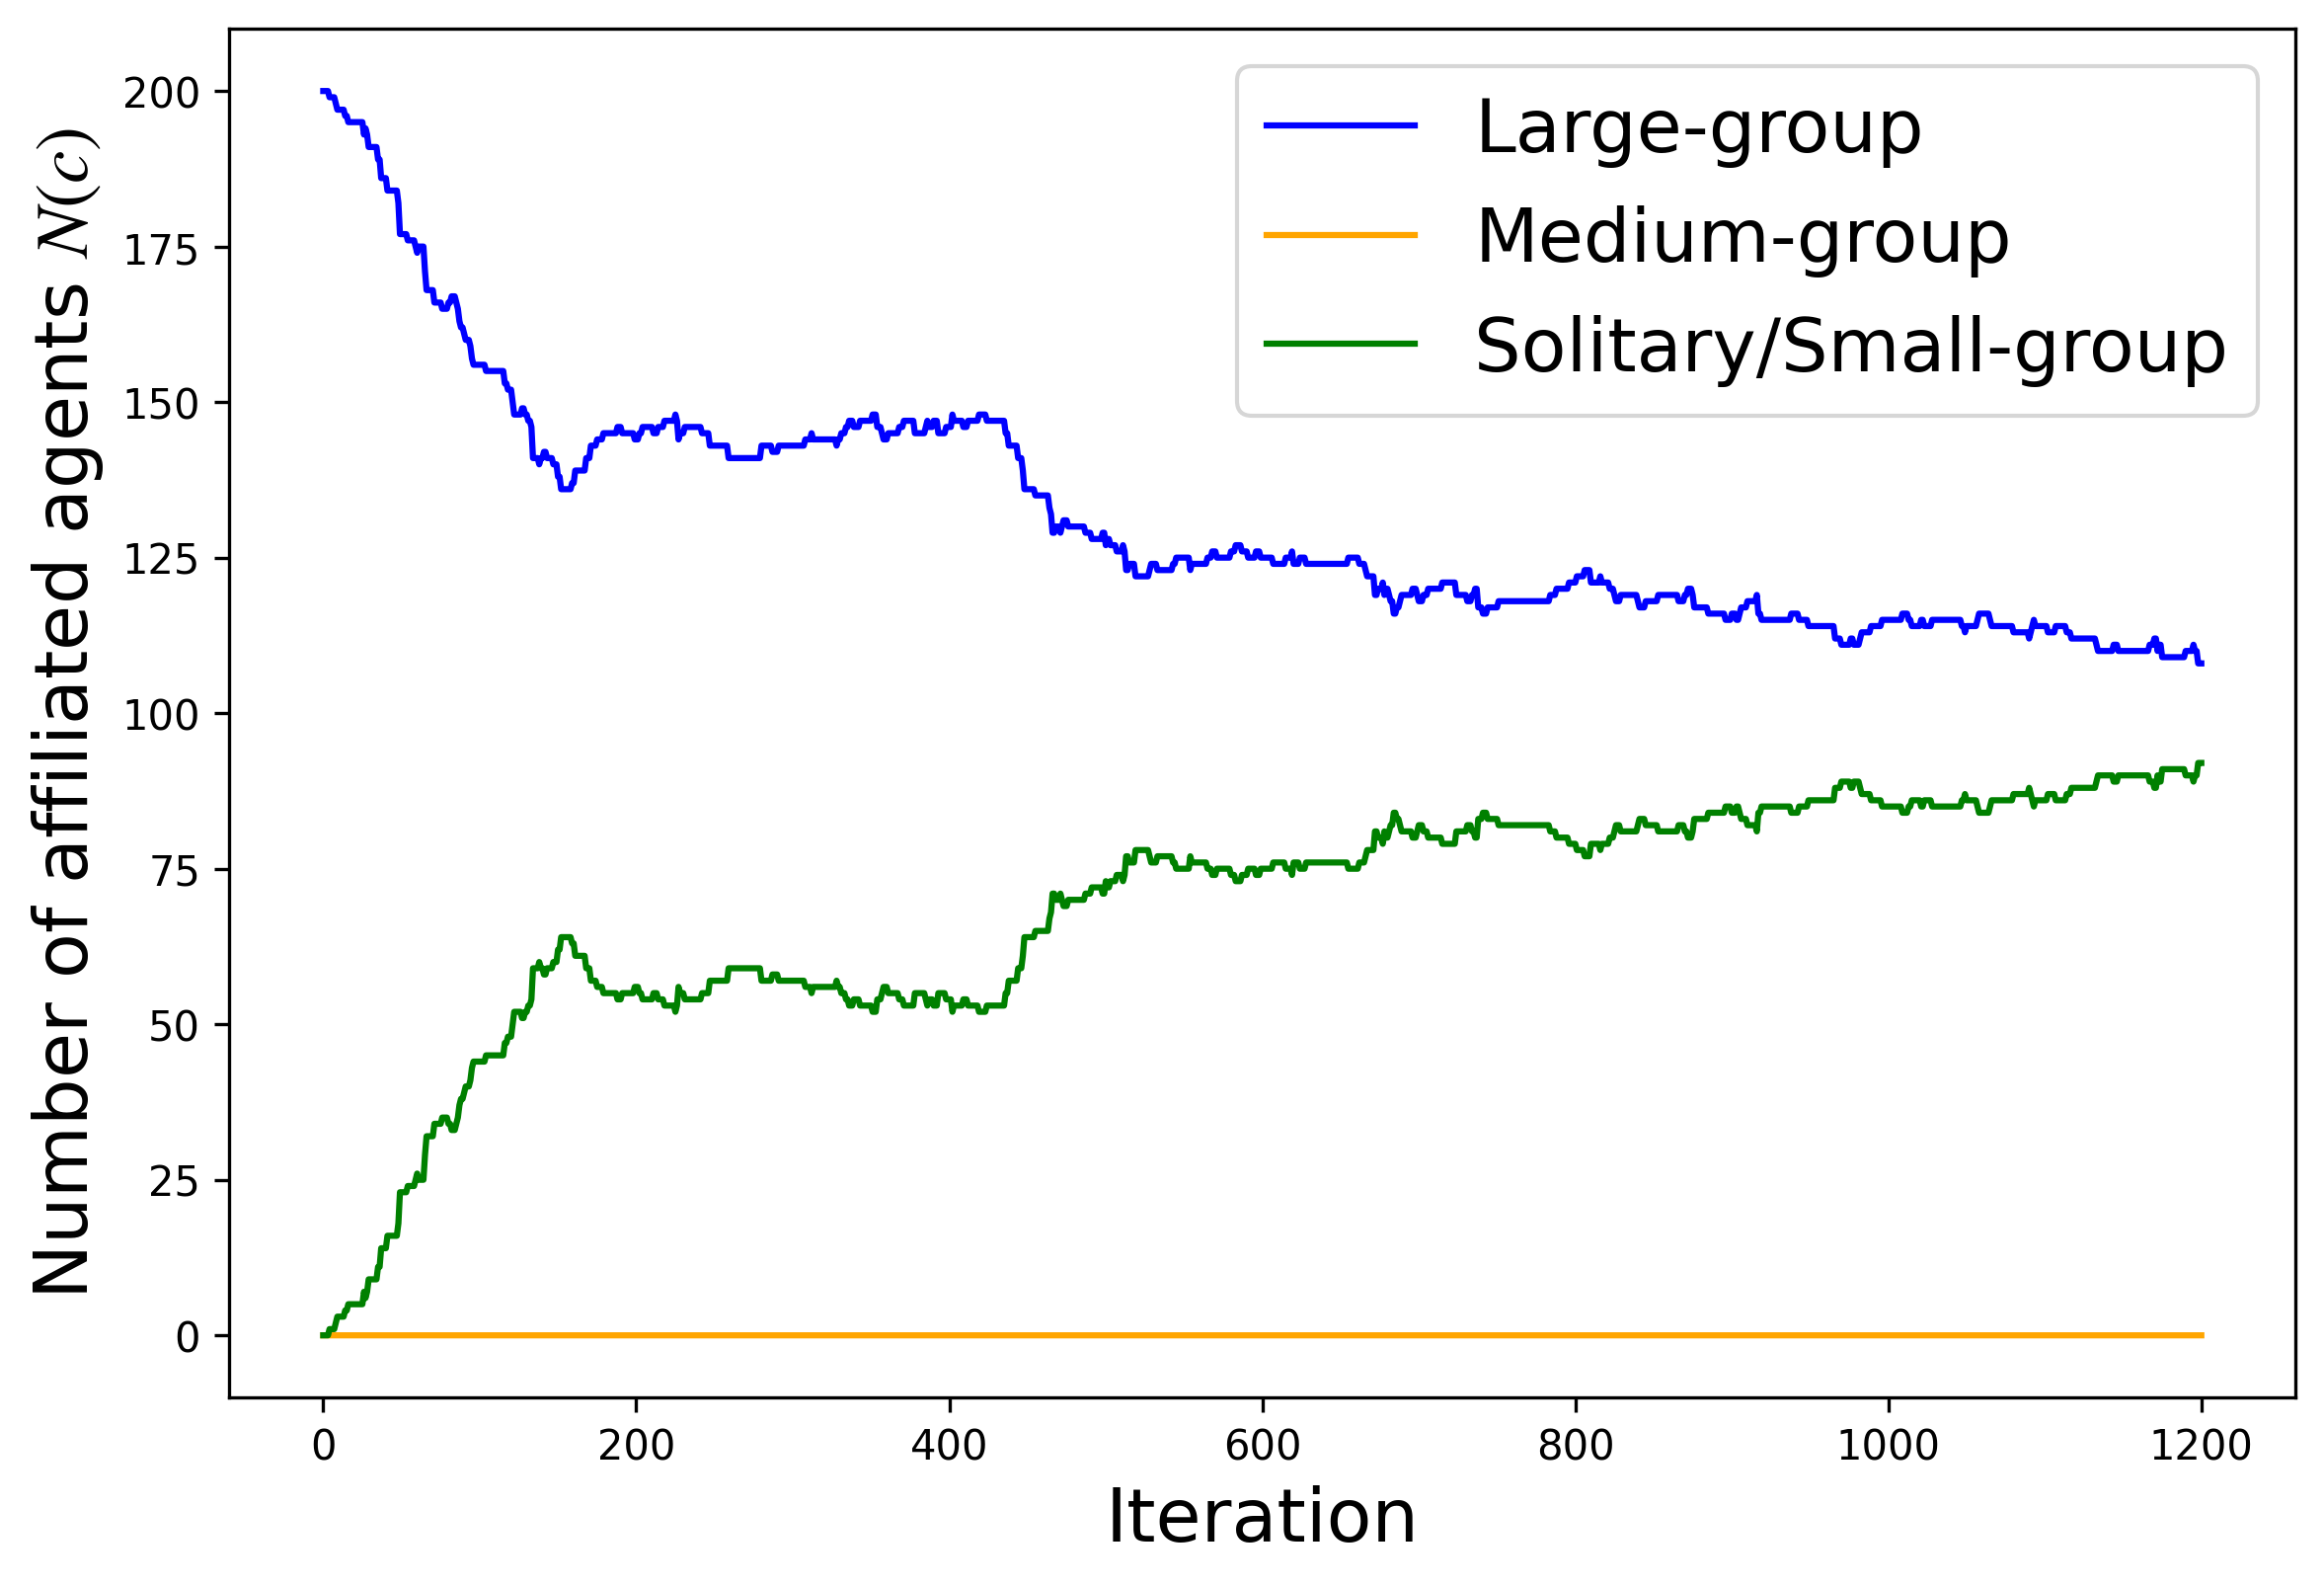 Number of affiliated agents N(c)
200
175
150
125
100
75
50
25
0
Large-group
Medium-group
Solitary/Small-group
0 200 400 600 800 1000 1200
Iteration